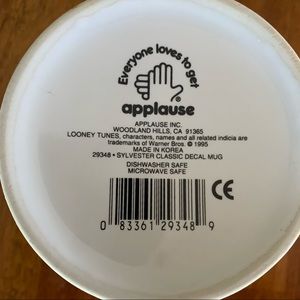 Everyone loves to get
applause
APPLAUSE INC.
WOODLAND HILLS, CA 91365
LOONEY TUNES, characters, names and all related indicia are
trademarks of Warner Bros. © 1995
MADE IN KOREA
29348 • SYLVESTER CLASSIC DECAL MUG
DISHWASHER SAFE
MICROWAVE SAFE
CE
0 83361 29348 9